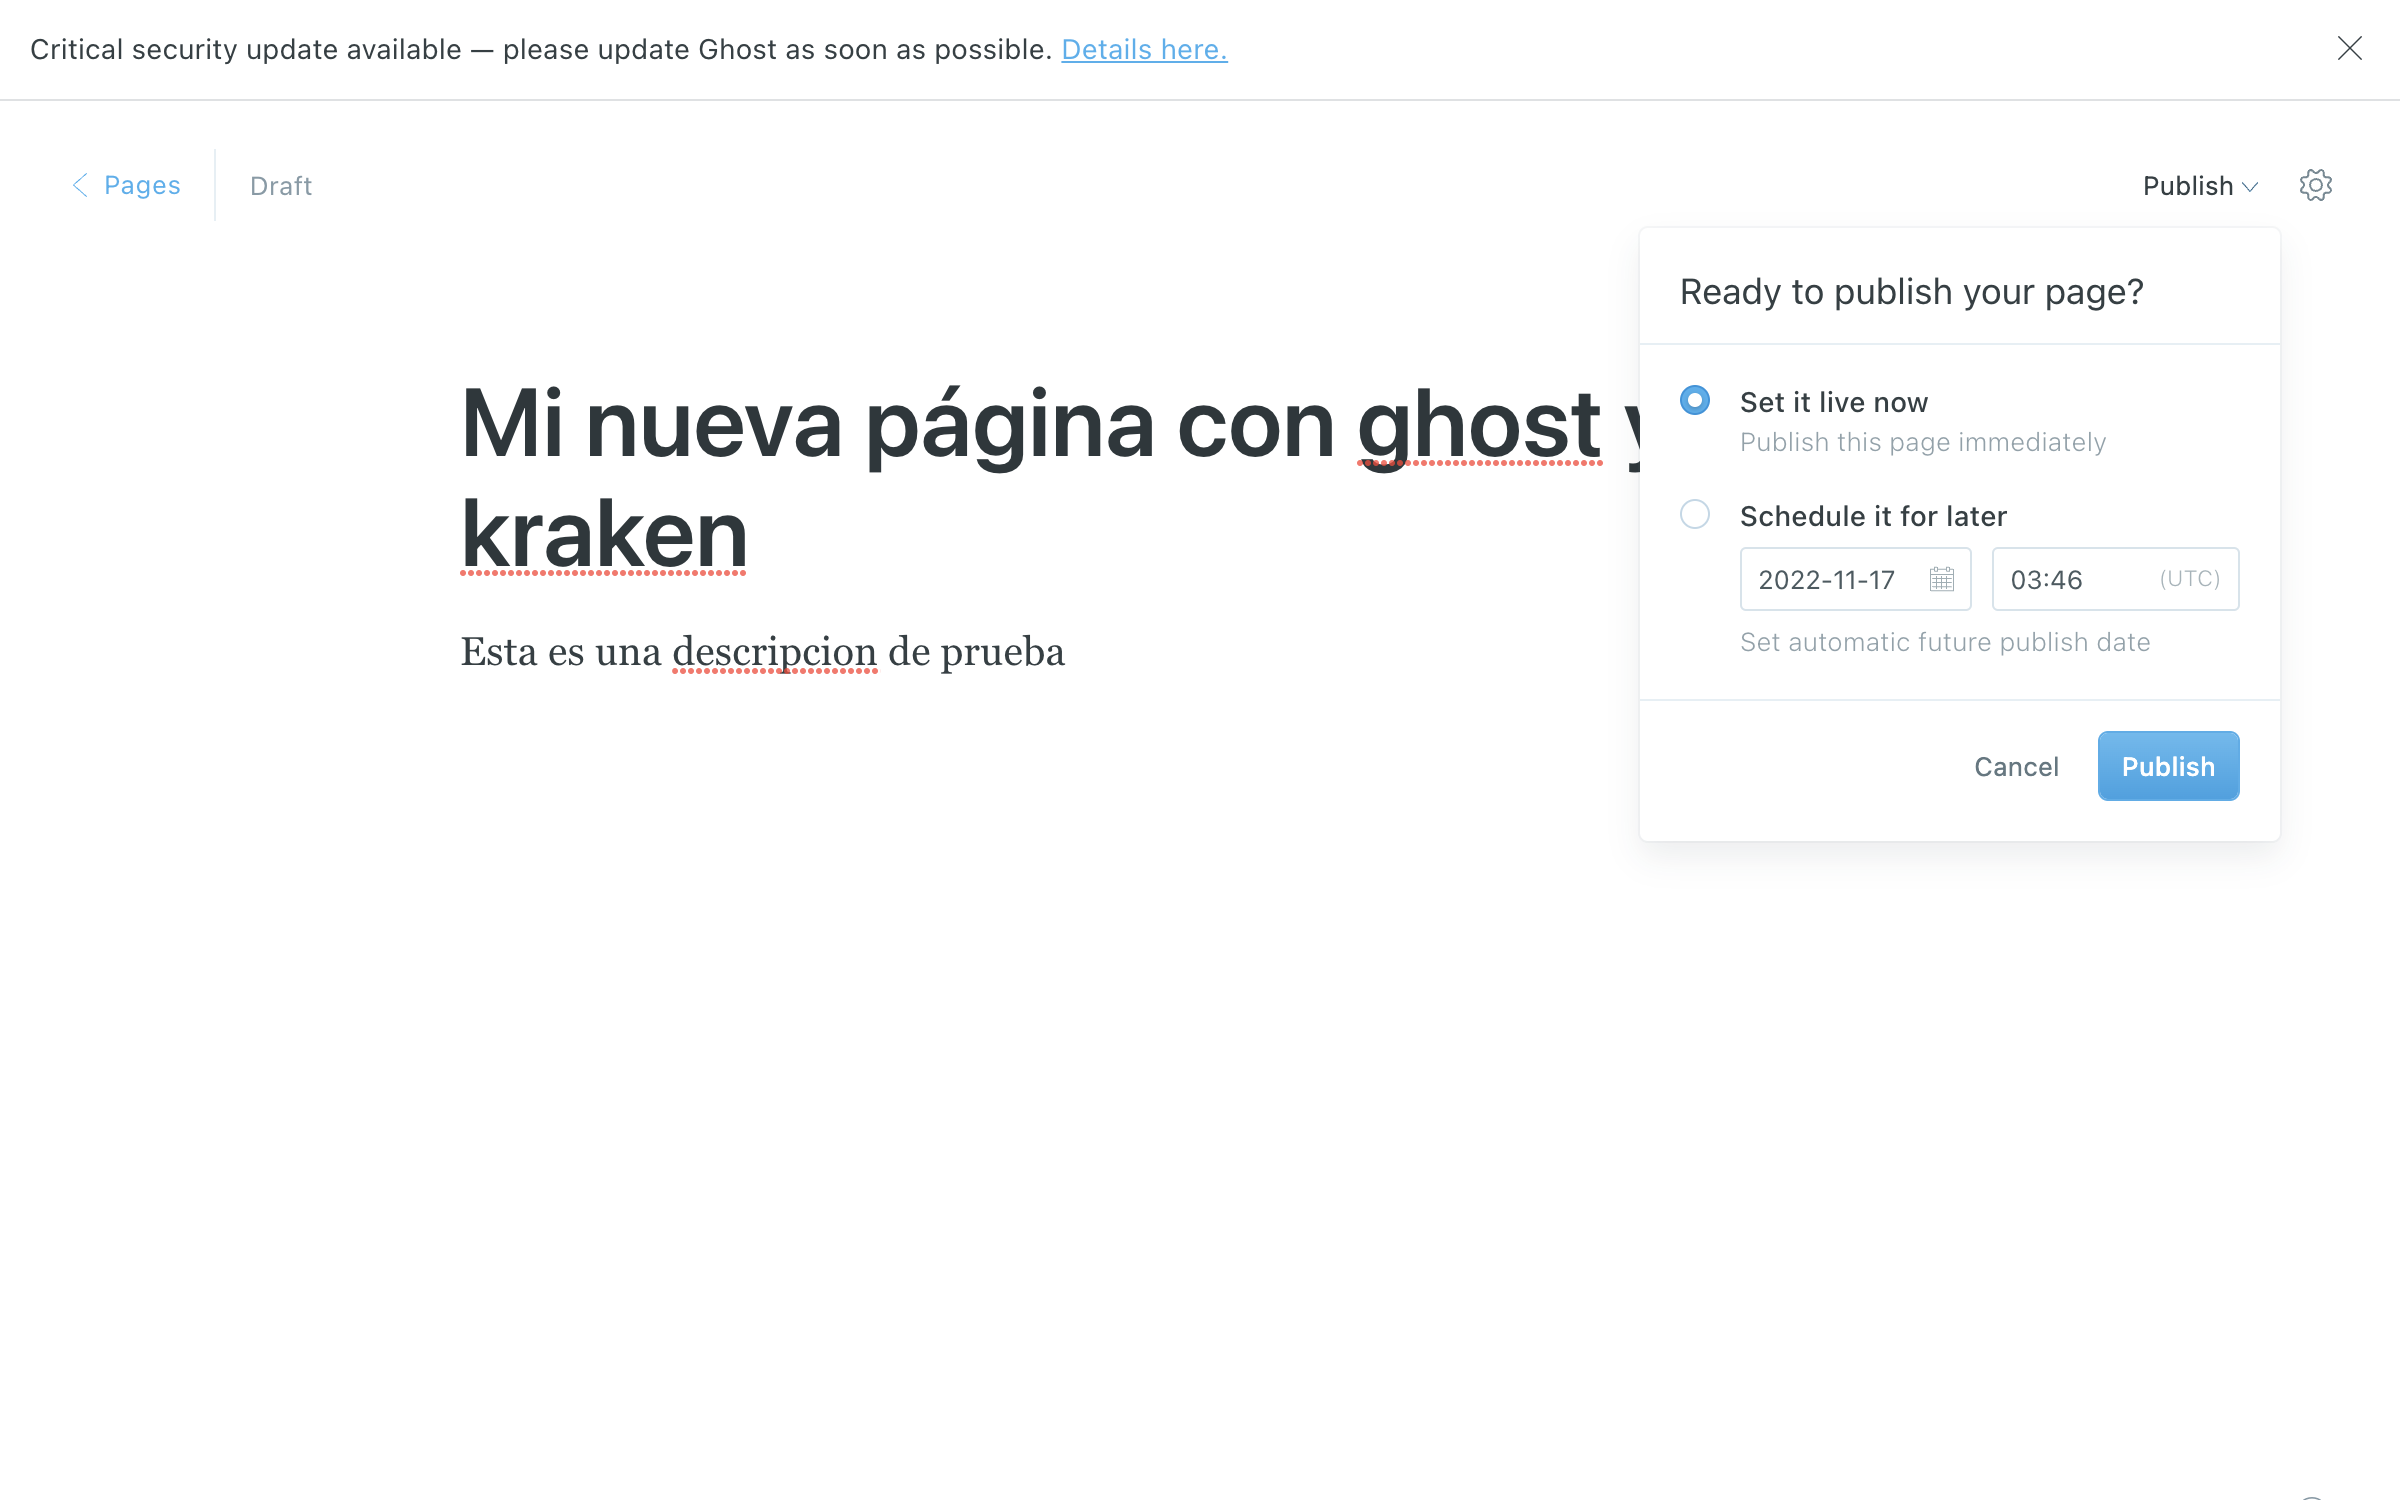 Critical security update available — please update Ghost as soon as possible. Details here.
Pages
Draft
Publish
Ready to publish your page?
Set it live now
Publish this page immediately
Schedule it for later
2022-11-17
03:46 (UTC)
Set automatic future publish date
Cancel
Publish
Mi nueva página con ghost y
kraken
Esta es una descripcion de prueba